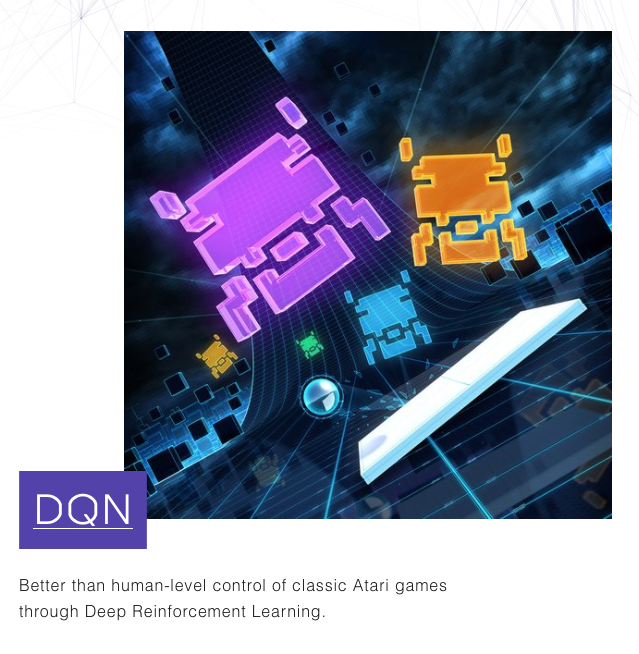 DQN
Better than human-level control of classic Atari games
through Deep Reinforcement Learning.